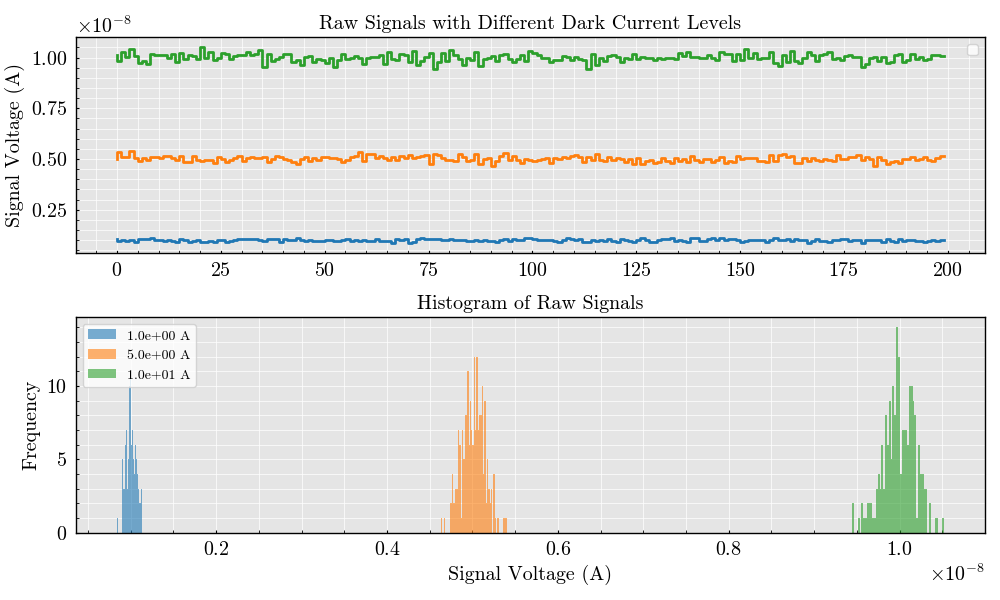 Raw Signals with Different Dark Current Levels
×10⁻⁸
Signal Voltage (A)
1.00
0.75
0.50
0.25
0 25 50 75 100 125 150 175 200
Histogram of Raw Signals
1.0e+00 A
5.0e+00 A
1.0e+01 A
Frequency
10
5
0
0.2 0.4 0.6 0.8 1.0
Signal Voltage (A)
×10⁻⁸